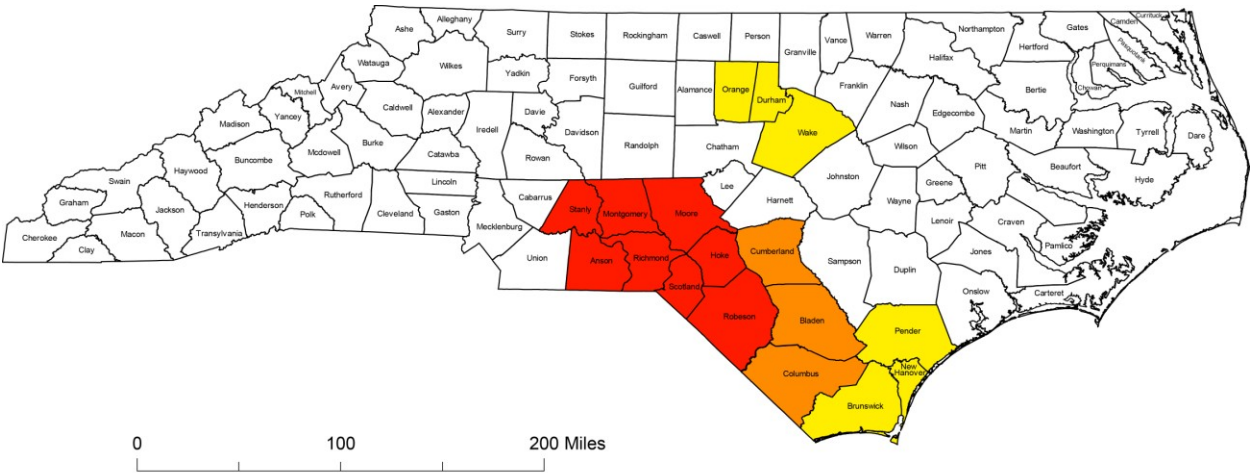 Ashe
Alleghany
Surry
Stokes
Rockingham
Caswell
Person
Granville
Vance
Warren
Northampton
Gates
Camden
Currituck
Pasquotank
Perquimans
Chowan
Hertford
Halifax
Bertie
Watauga
Wilkes
Yadkin
Forsyth
Guilford
Alamance
Orange
Durham
Franklin
Nash
Edgecombe
Martin
Washington
Tyrrell
Dare
Mitchell
Avery
Caldwell
Alexander
Iredell
Davie
Davidson
Randolph
Chatham
Wake
Wilson
Pitt
Beaufort
Hyde
Madison
Yancey
Mcdowell
Burke
Catawba
Rowan
Johnston
Greene
Buncombe
Haywood
Swain
Graham
Cherokee
Clay
Macon
Jackson
Transylvania
Henderson
Polk
Rutherford
Cleveland
Lincoln
Gaston
Mecklenburg
Cabarrus
Stanly
Montgomery
Moore
Lee
Harnett
Wayne
Lenoir
Craven
Pamlico
Jones
Union
Anson
Richmond
Scotland
Hoke
Cumberland
Sampson
Duplin
Onslow
Carteret
Robeson
Bladen
Pender
Columbus
New
Hanover
Brunswick
0 100 200 Miles